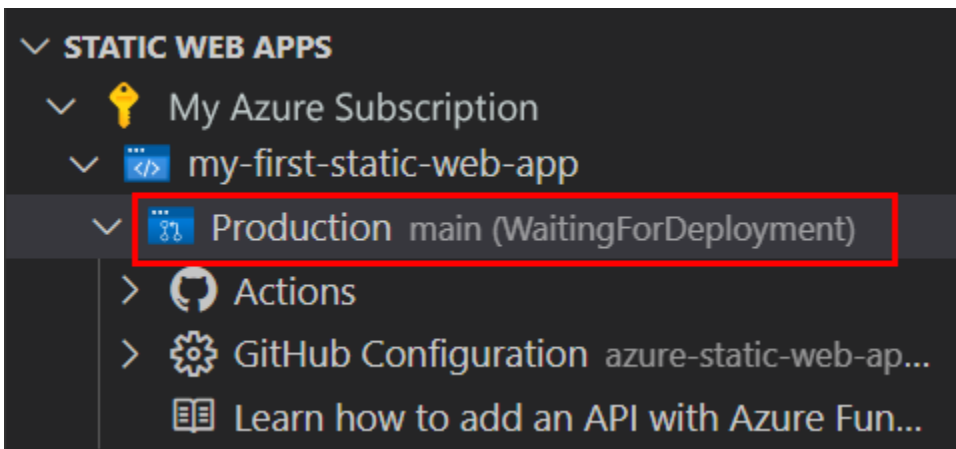 STATIC WEB APPS
My Azure Subscription
my-first-static-web-app
Production main (WaitingForDeployment)
Actions
GitHub Configuration azure-static-web-ap...
Learn how to add an API with Azure Fun...